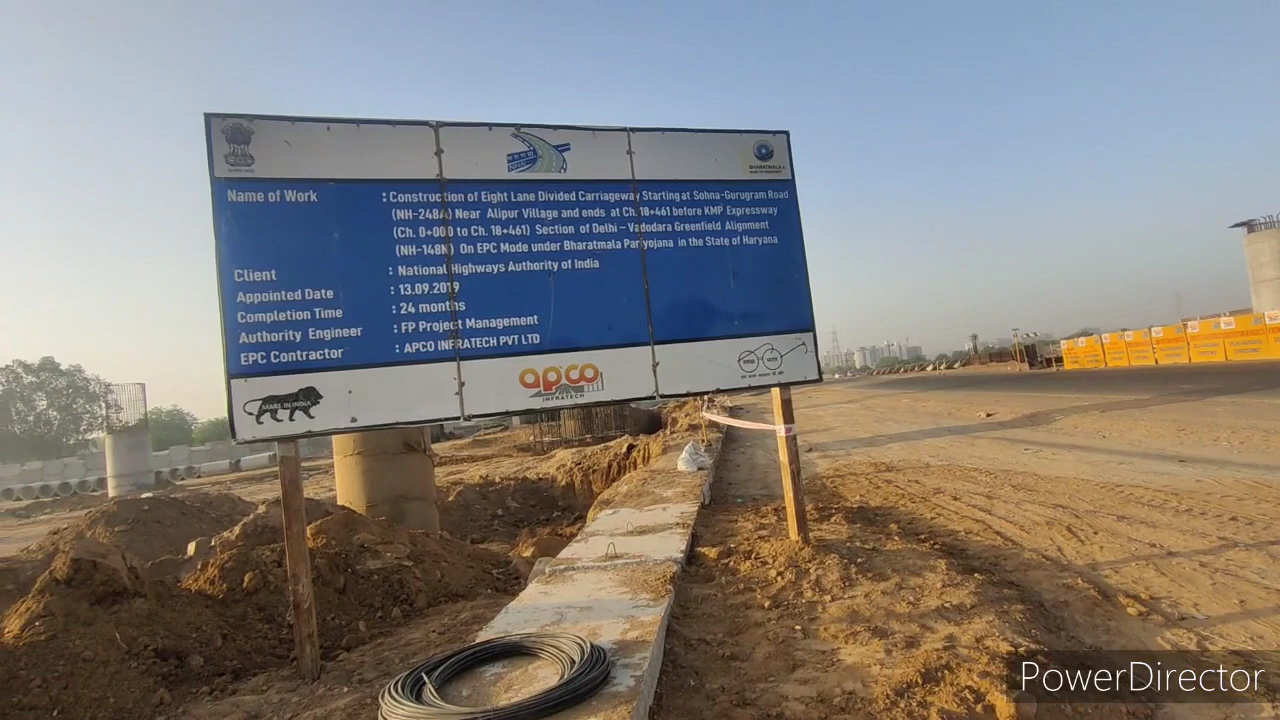 BHARATMALA
Name of Work : Construction of Eight Lane Divided Carriageway Starting at Sohna-Gurugram Road
(NH-248A) Near Alipur Village and ends at Ch. 18+461 before KMP Expressway
(Ch. 0+000 to Ch. 18+461) Section of Delhi – Vadodara Greenfield Alignment
(NH-148N) On EPC Mode under Bharatmala Pariyojana in the State of Haryana
Client : National Highways Authority of India
Appointed Date : 13.09.2019
Completion Time : 24 months
Authority Engineer : FP Project Management
EPC Contractor : APCO INFRATECH PVT LTD
MAKE IN INDIA
apco
INFRATECH
PowerDirector